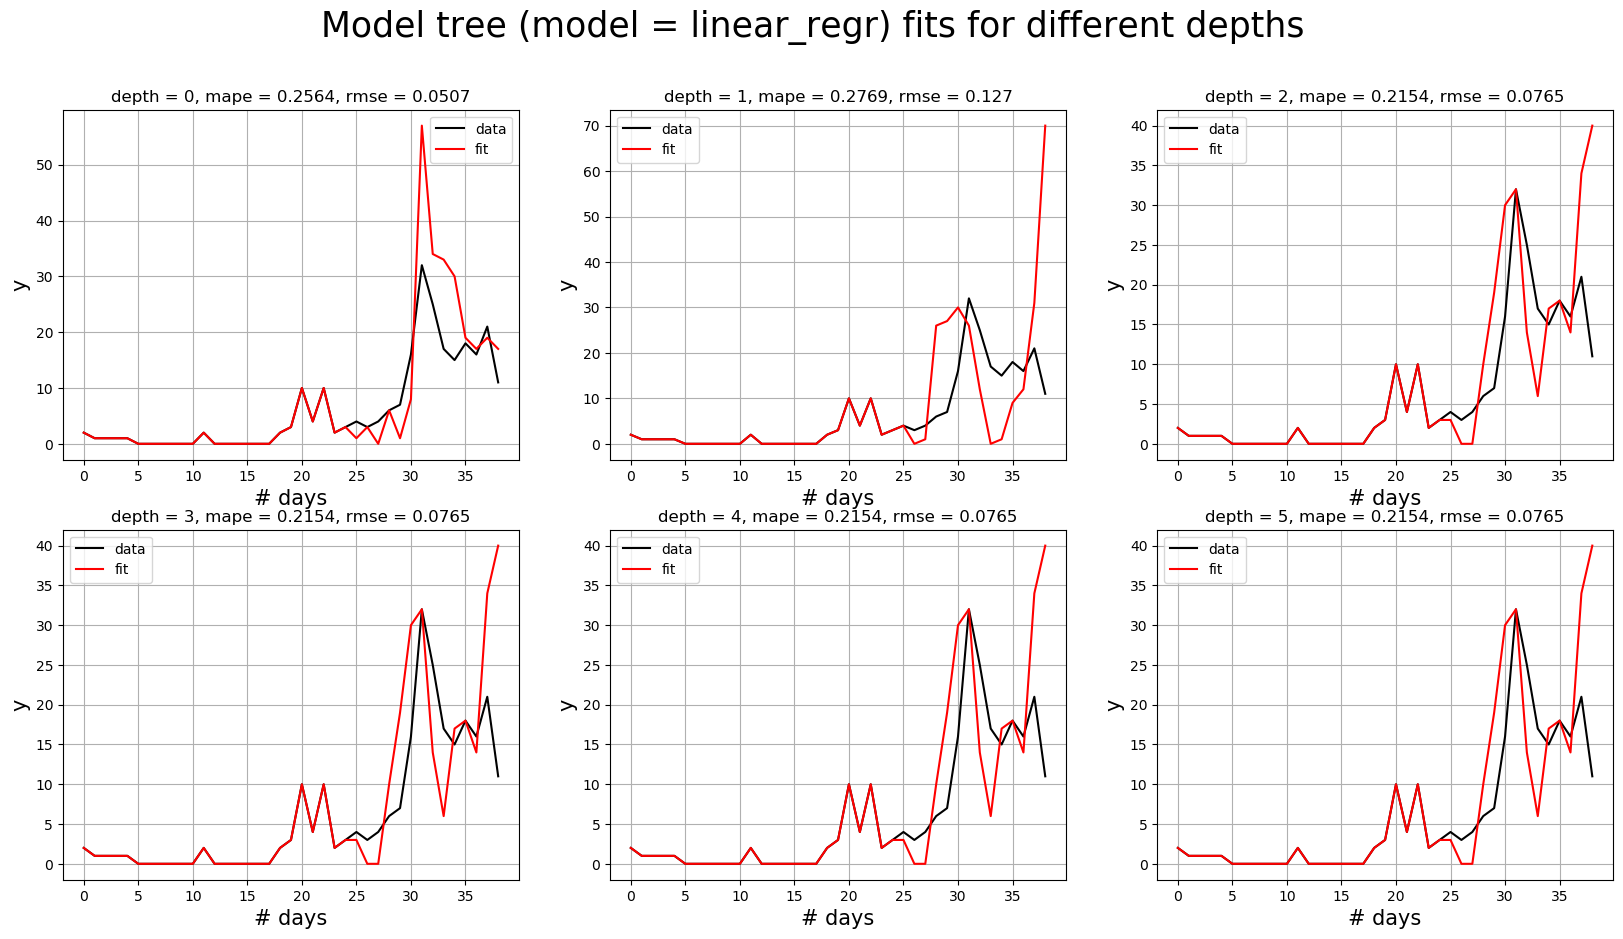 Model tree (model = linear_regr) fits for different depths
depth = 0, mape = 0.2564, rmse = 0.0507
data
fit
y
50
40
30
20
10
0
0 5 10 15 20 25 30 35
# days
depth = 1, mape = 0.2769, rmse = 0.127
data
fit
y
70
60
50
40
30
20
10
0
0 5 10 15 20 25 30 35
# days
depth = 2, mape = 0.2154, rmse = 0.0765
data
fit
y
40
35
30
25
20
15
10
5
0
0 5 10 15 20 25 30 35
# days
depth = 3, mape = 0.2154, rmse = 0.0765
data
fit
y
40
35
30
25
20
15
10
5
0
0 5 10 15 20 25 30 35
# days
depth = 4, mape = 0.2154, rmse = 0.0765
data
fit
y
40
35
30
25
20
15
10
5
0
0 5 10 15 20 25 30 35
# days
depth = 5, mape = 0.2154, rmse = 0.0765
data
fit
y
40
35
30
25
20
15
10
5
0
0 5 10 15 20 25 30 35
# days